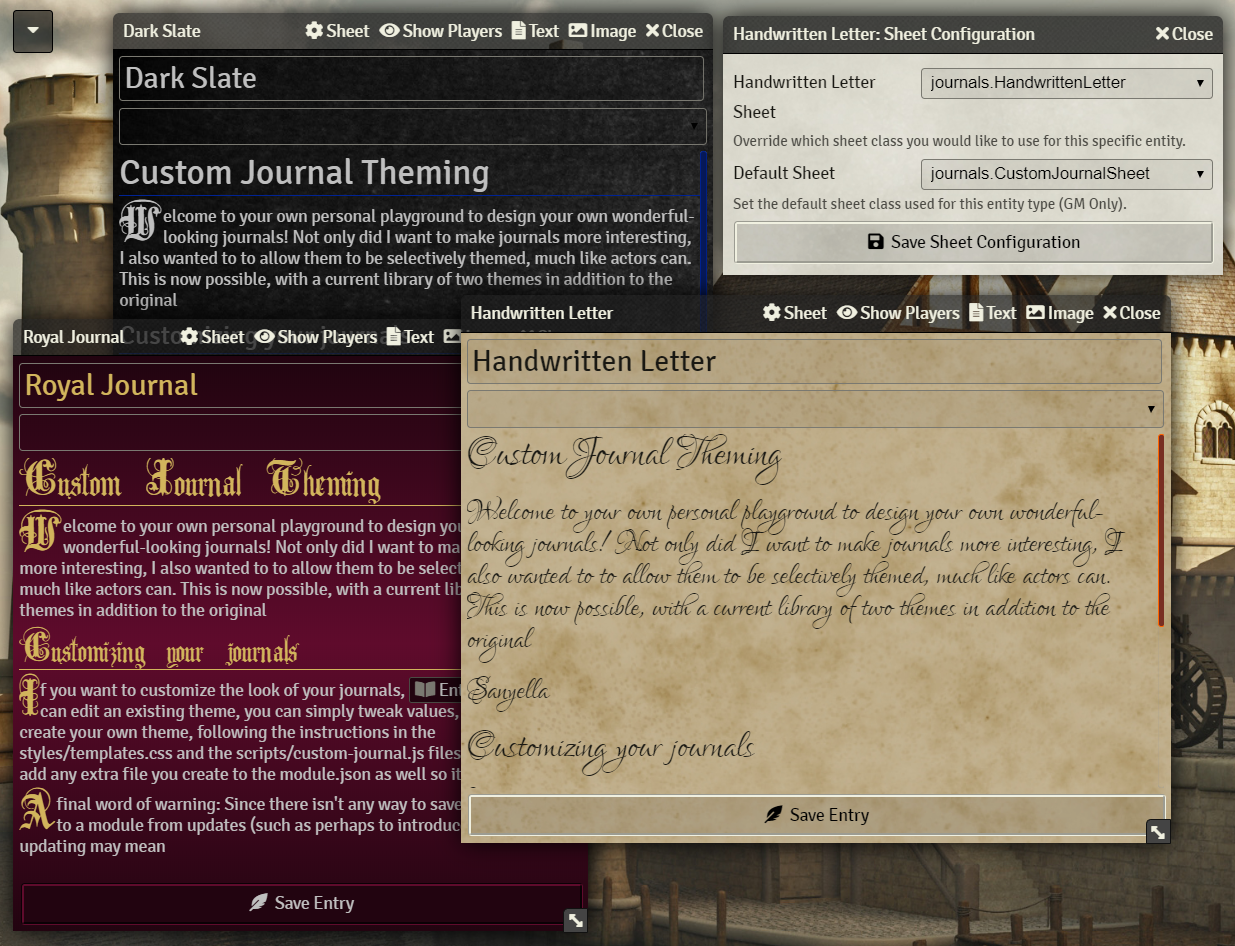 Dark Slate
Sheet Show Players Text Image Close
Dark Slate
Custom Journal Theming
Welcome to your own personal playground to design your own wonderful-
looking journals! Not only did I want to make journals more interesting,
I also wanted to to allow them to be selectively themed, much like actors can.
This is now possible, with a current library of two themes in addition to the
original
Handwritten Letter: Sheet Configuration
Close
Handwritten Letter
Sheet
journals.HandwrittenLetter
Override which sheet class you would like to use for this specific entity.
Default Sheet
journals.CustomJournalSheet
Set the default sheet class used for this entity type (GM Only).
Save Sheet Configuration
Royal Journal
Sheet Show Players Text
Royal Journal
Custom Journal Theming
Welcome to your own personal playground to design you
wonderful-looking journals! Not only did I want to ma
more interesting, I also wanted to to allow them to be select
much like actors can. This is now possible, with a current lib
themes in addition to the original
Customizing your journals
If you want to customize the look of your journals, Ent
can edit an existing theme, you can simply tweak values,
create your own theme, following the instructions in the
styles/templates.css and the scripts/custom-journal.js files
add any extra file you create to the module.json as well so it
A final word of warning: Since there isn't any way to save
to a module from updates (such as perhaps to introduc
updating may mean
Save Entry
Handwritten Letter
Sheet Show Players Text Image Close
Handwritten Letter
Custom Journal Theming
Welcome to your own personal playground to design your own wonderful-
looking journals! Not only did I want to make journals more interesting, I
also wanted to to allow them to be selectively themed, much like actors can.
This is now possible, with a current library of two themes in addition to the
original
Sanyella
Customizing your journals
Save Entry